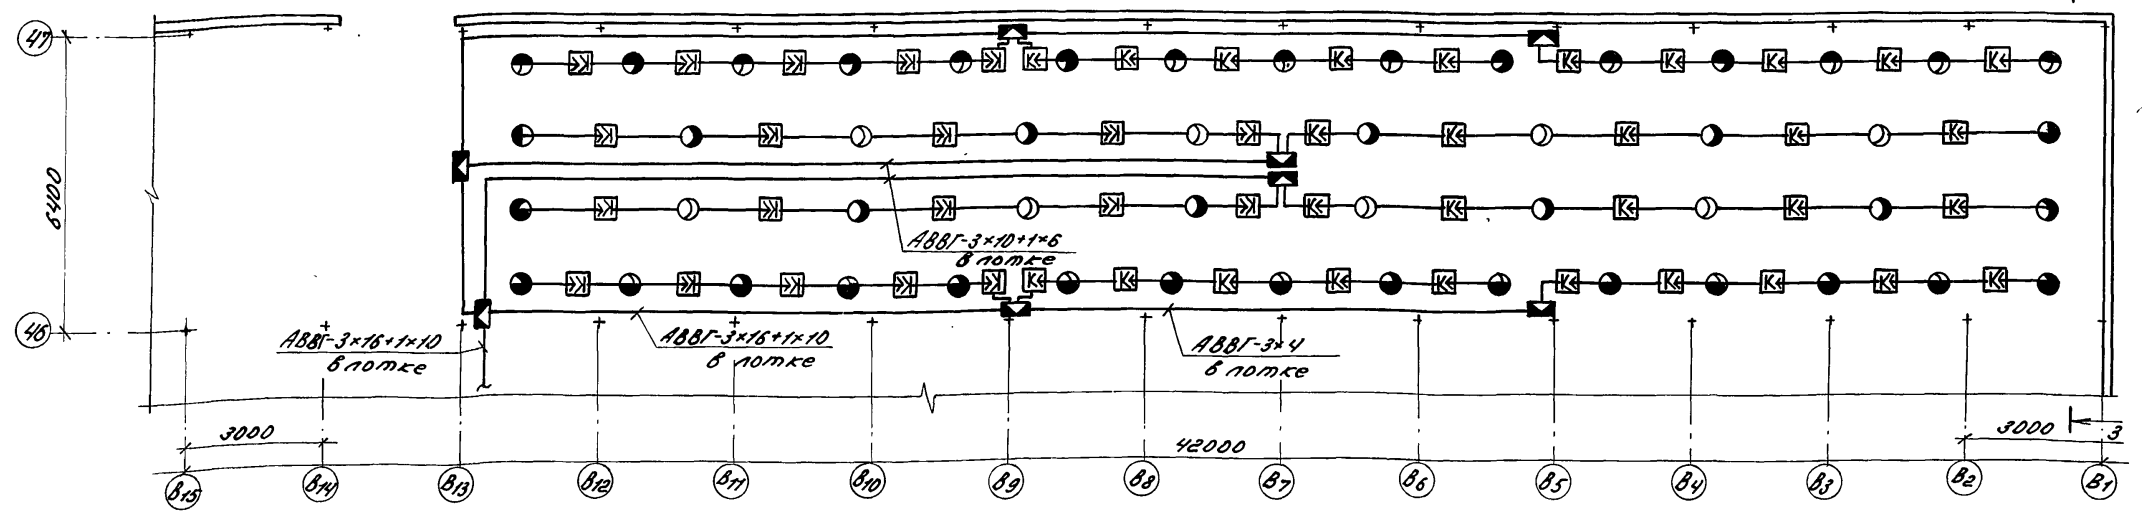 47
6400
46
АВВГ-3×10+1×6
в лотке
АВВГ-3×16+1×10
в лотке
АВВГ-3×16+1×10
в лотке
АВВГ-3×4
в лотке
3000
42000
3000
3
В15
В14
В13
В12
В11
В10
В9
В8
В7
В6
В5
В4
В3
В2
В1